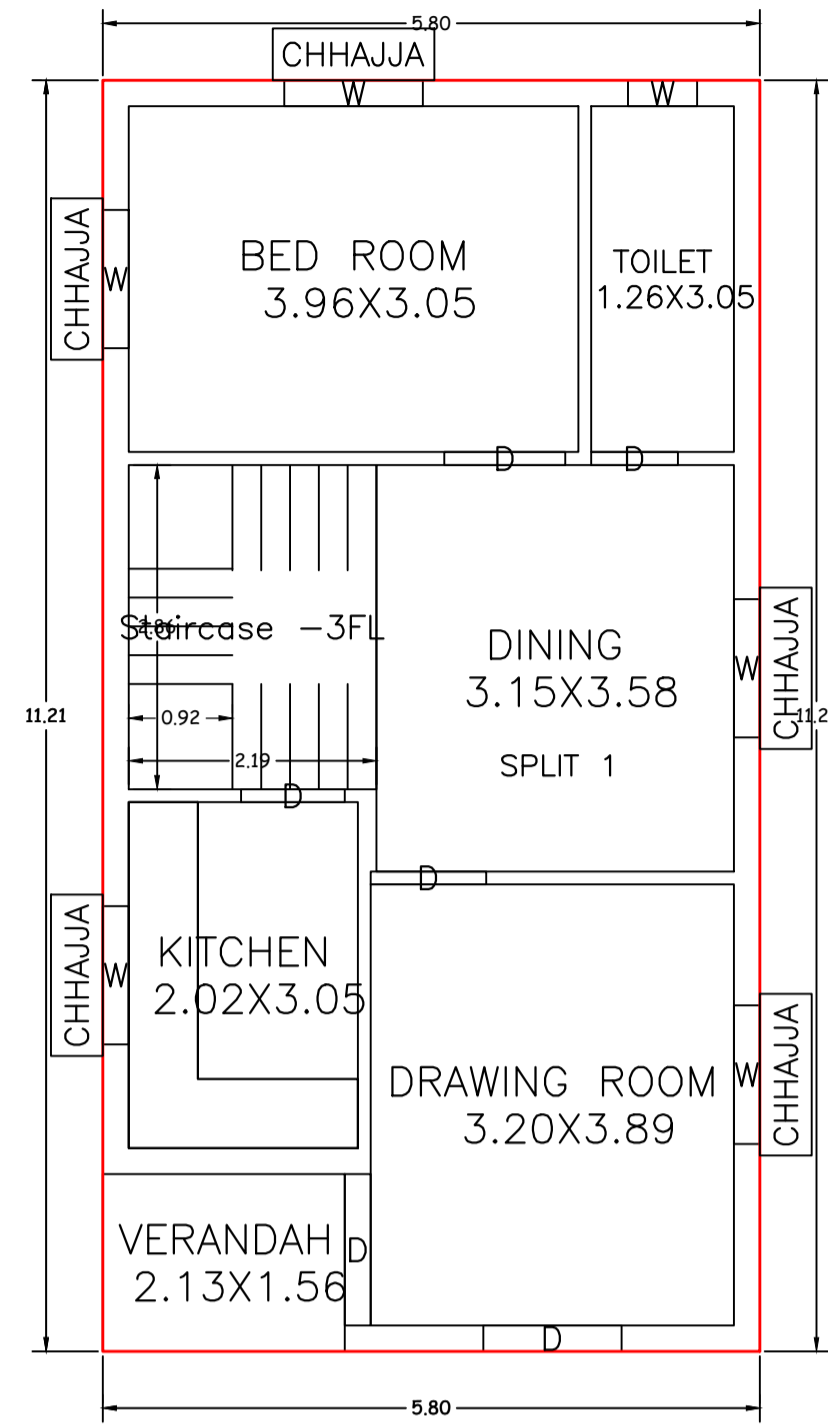 5.80
CHHAJJA
W
W
CHHAJJA
W
BED ROOM
3.96X3.05
TOILET
1.26X3.05
D
D
Staircase -3FL
2.86
0.92
2.19
DINING
3.15X3.58
SPLIT 1
W
CHHAJJA
11.21
11.2
D
D
CHHAJJA
W
KITCHEN
2.02X3.05
DRAWING ROOM
3.20X3.89
W
CHHAJJA
VERANDAH
2.13X1.56
D
D
5.80